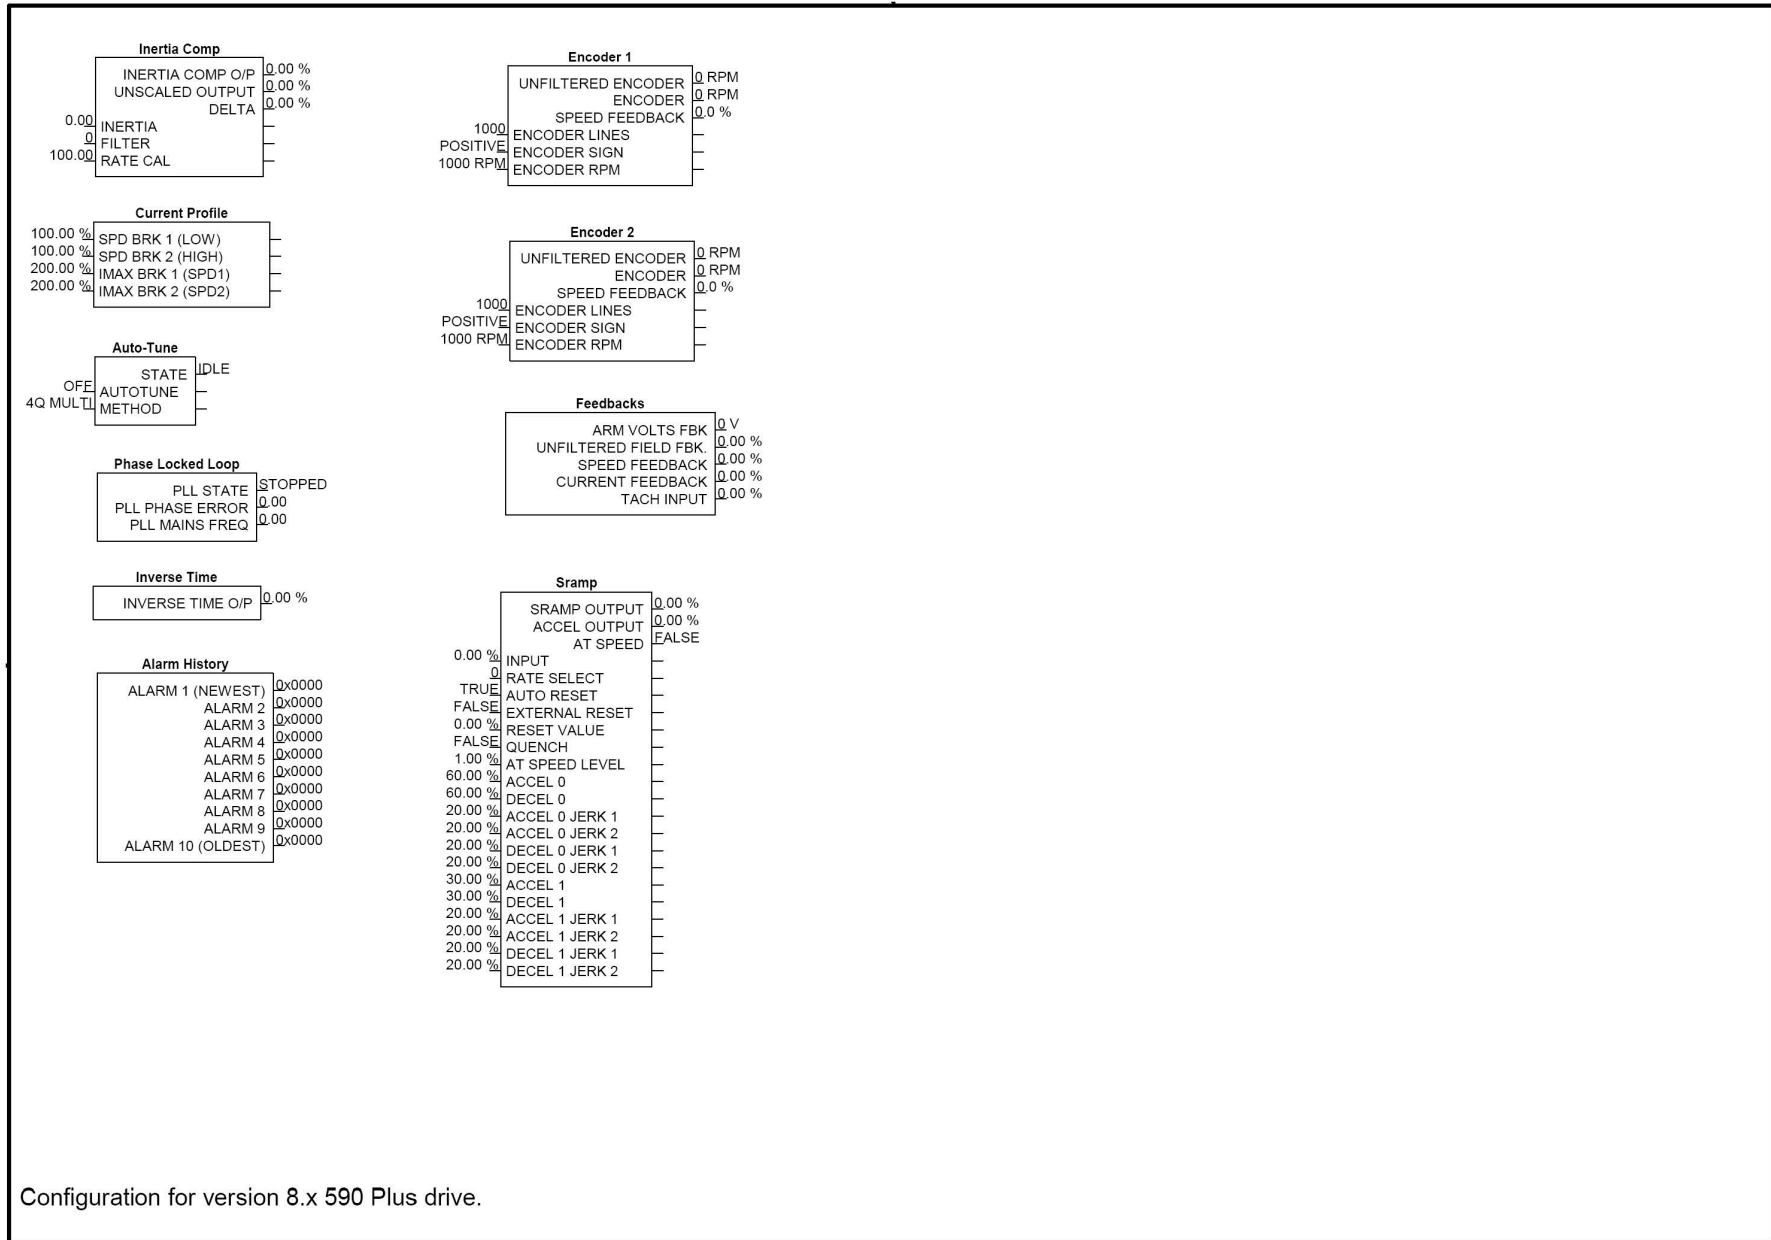 Inertia Comp
INERTIA COMP O/P 0.00 %
UNSCALED OUTPUT 0.00 %
DELTA 0.00 %
0.00 INERTIA
0 FILTER
100.00 RATE CAL
Current Profile
100.00 % SPD BRK 1 (LOW)
100.00 % SPD BRK 2 (HIGH)
200.00 % IMAX BRK 1 (SPD1)
200.00 % IMAX BRK 2 (SPD2)
Auto-Tune
STATE IDLE
OFF AUTOTUNE
4Q MULTI METHOD
Phase Locked Loop
PLL STATE STOPPED
PLL PHASE ERROR 0.00
PLL MAINS FREQ 0.00
Inverse Time
INVERSE TIME O/P 0.00 %
Alarm History
ALARM 1 (NEWEST) 0x0000
ALARM 2 0x0000
ALARM 3 0x0000
ALARM 4 0x0000
ALARM 5 0x0000
ALARM 6 0x0000
ALARM 7 0x0000
ALARM 8 0x0000
ALARM 9 0x0000
ALARM 10 (OLDEST) 0x0000
Encoder 1
UNFILTERED ENCODER 0 RPM
ENCODER 0 RPM
SPEED FEEDBACK 0.0 %
1000 ENCODER LINES
POSITIVE ENCODER SIGN
1000 RPM ENCODER RPM
Encoder 2
UNFILTERED ENCODER 0 RPM
ENCODER 0 RPM
SPEED FEEDBACK 0.0 %
1000 ENCODER LINES
POSITIVE ENCODER SIGN
1000 RPM ENCODER RPM
Feedbacks
ARM VOLTS FBK 0 V
UNFILTERED FIELD FBK. 0.00 %
SPEED FEEDBACK 0.00 %
CURRENT FEEDBACK 0.00 %
TACH INPUT 0.00 %
Sramp
SRAMP OUTPUT 0.00 %
ACCEL OUTPUT 0.00 %
AT SPEED FALSE
0.00 % INPUT
0 RATE SELECT
TRUE AUTO RESET
FALSE EXTERNAL RESET
0.00 % RESET VALUE
FALSE QUENCH
1.00 % AT SPEED LEVEL
60.00 % ACCEL 0
60.00 % DECEL 0
20.00 % ACCEL 0 JERK 1
20.00 % ACCEL 0 JERK 2
20.00 % DECEL 0 JERK 1
20.00 % DECEL 0 JERK 2
30.00 % ACCEL 1
30.00 % DECEL 1
20.00 % ACCEL 1 JERK 1
20.00 % ACCEL 1 JERK 2
20.00 % DECEL 1 JERK 1
20.00 % DECEL 1 JERK 2
Configuration for version 8.x 590 Plus drive.